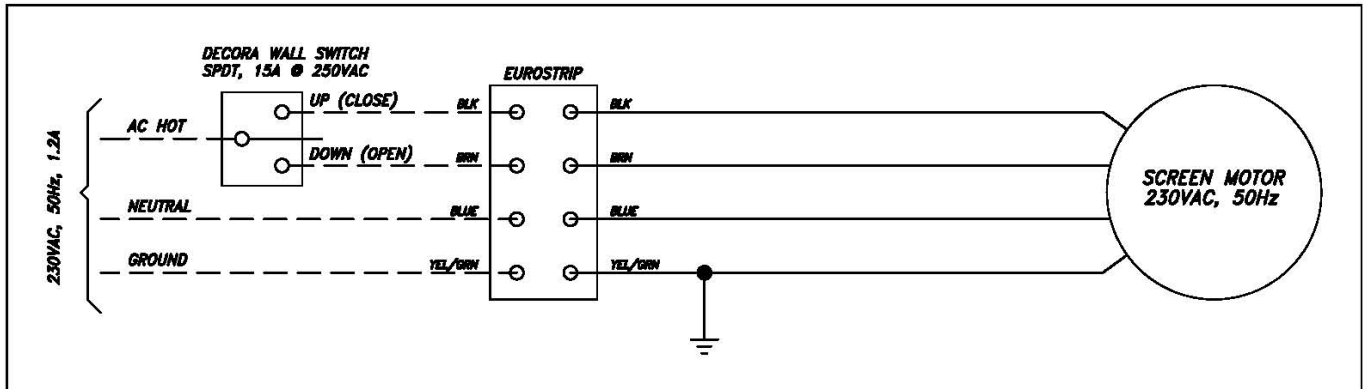 DECORA WALL SWITCH
SPDT, 15A @ 250VAC
EUROSTRIP
UP (CLOSE)
BLK
BLK
AC HOT
DOWN (OPEN)
BRN
BRN
230VAC, 50Hz, 1.2A
SCREEN MOTOR
230VAC, 50Hz
NEUTRAL
BLUE
BLUE
GROUND
YEL/GRN
YEL/GRN